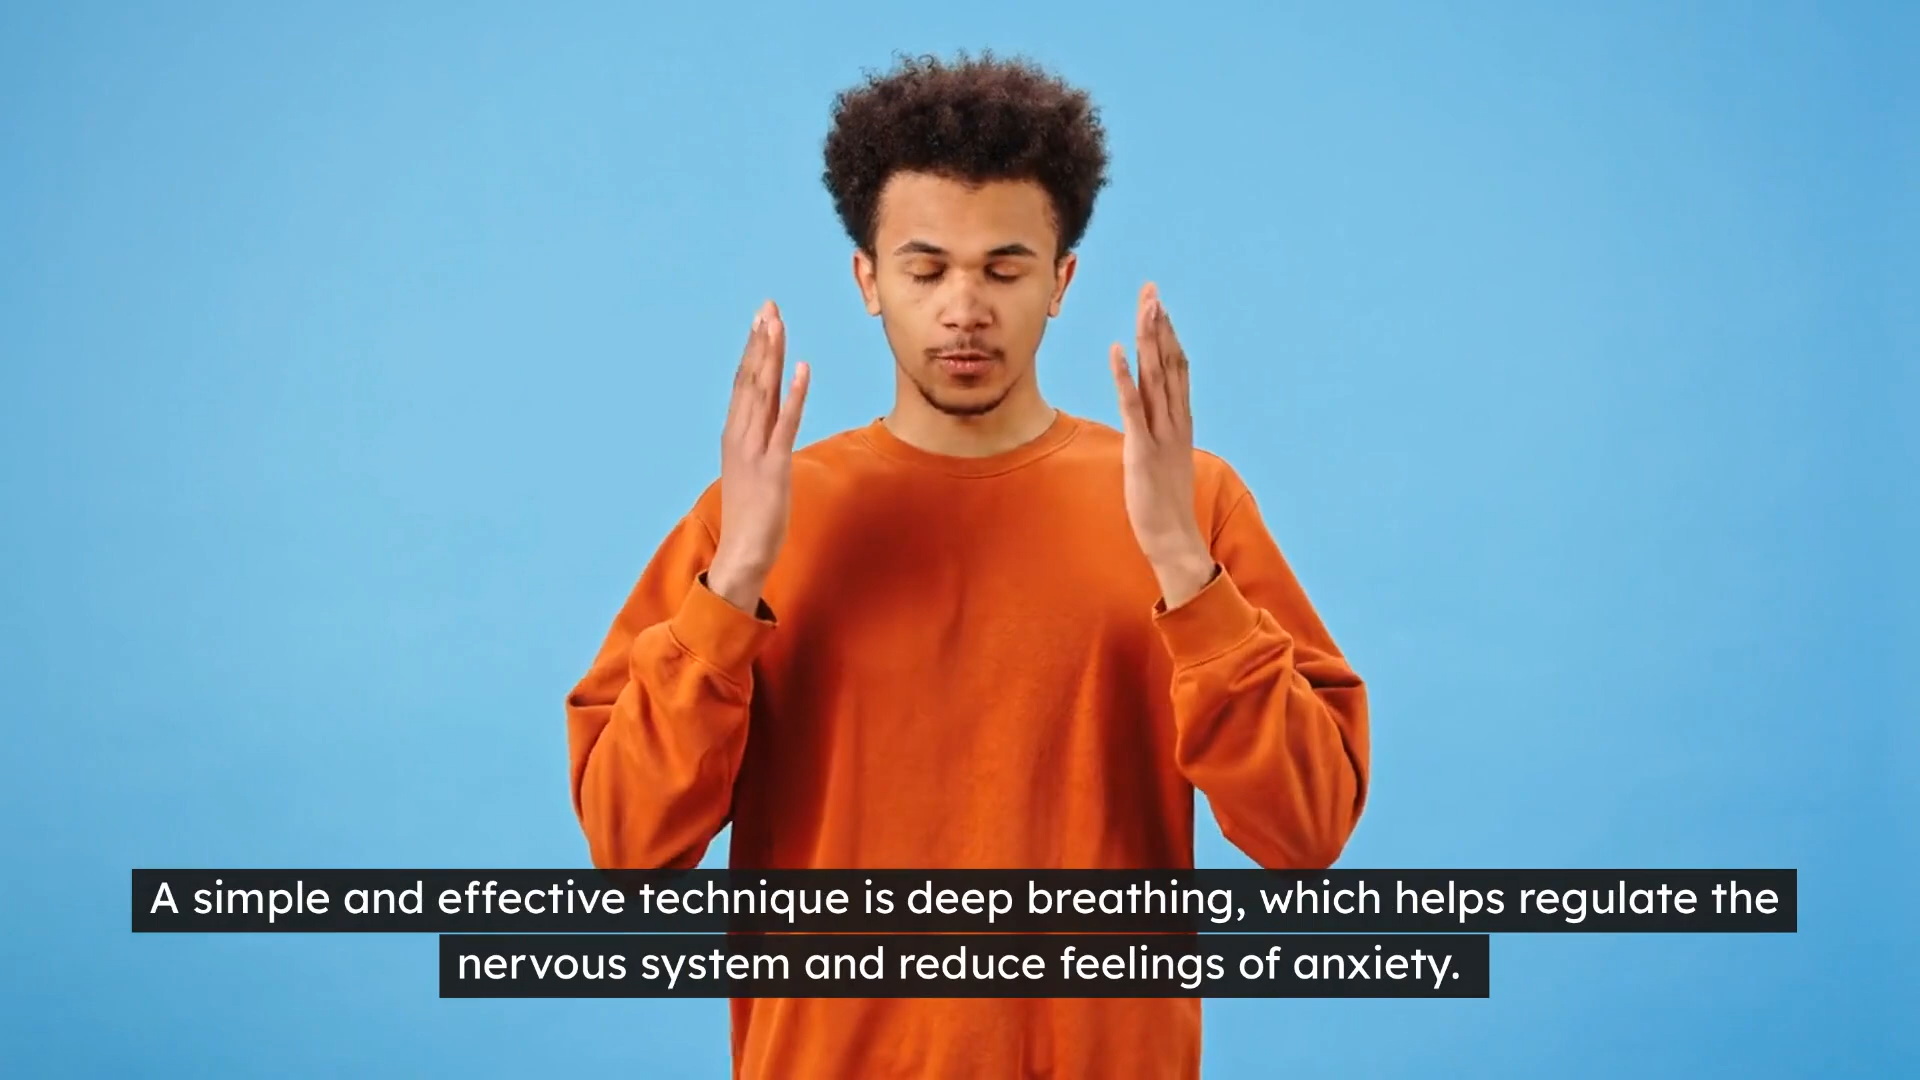 A simple and effective technique is deep breathing, which helps regulate the
nervous system and reduce feelings of anxiety.